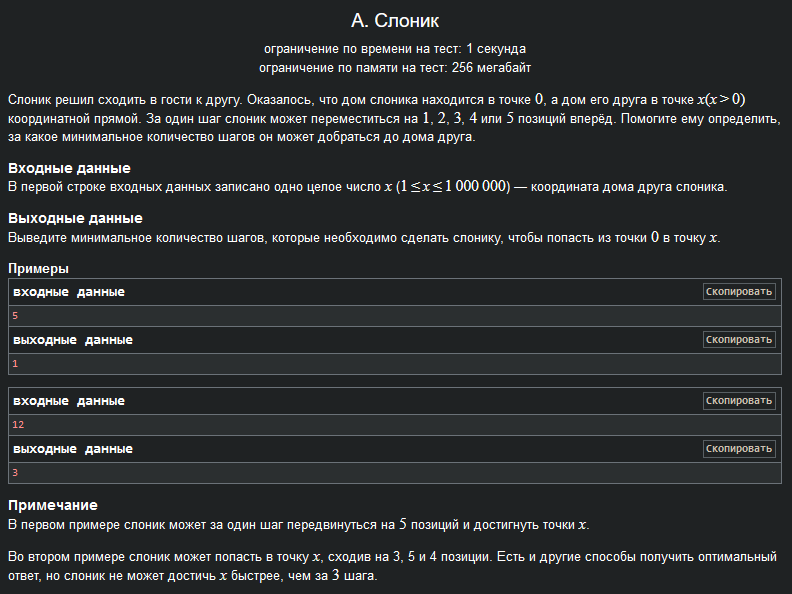 А. Слоник
ограничение по времени на тест: 1 секунда
ограничение по памяти на тест: 256 мегабайт
Слоник решил сходить в гости к другу. Оказалось, что дом слоника находится в точке 0, а дом его друга в точке x(x > 0)
координатной прямой. За один шаг слоник может переместиться на 1, 2, 3, 4 или 5 позиций вперёд. Помогите ему определить,
за какое минимальное количество шагов он может добраться до дома друга.
Входные данные
В первой строке входных данных записано одно целое число x (1 ≤ x ≤ 1 000 000) — координата дома друга слоника.
Выходные данные
Выведите минимальное количество шагов, которые необходимо сделать слонику, чтобы попасть из точки 0 в точку x.
Примеры
входные данные Скопировать
5
выходные данные Скопировать
1
входные данные Скопировать
12
выходные данные Скопировать
3
Примечание
В первом примере слоник может за один шаг передвинуться на 5 позиций и достигнуть точки x.
Во втором примере слоник может попасть в точку x, сходив на 3, 5 и 4 позиции. Есть и другие способы получить оптимальный
ответ, но слоник не может достичь x быстрее, чем за 3 шага.